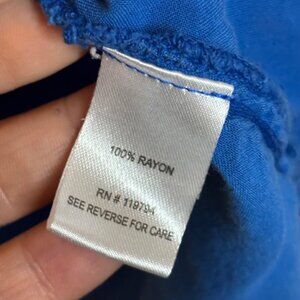 100% RAYON
RN # 119794
SEE REVERSE FOR CARE